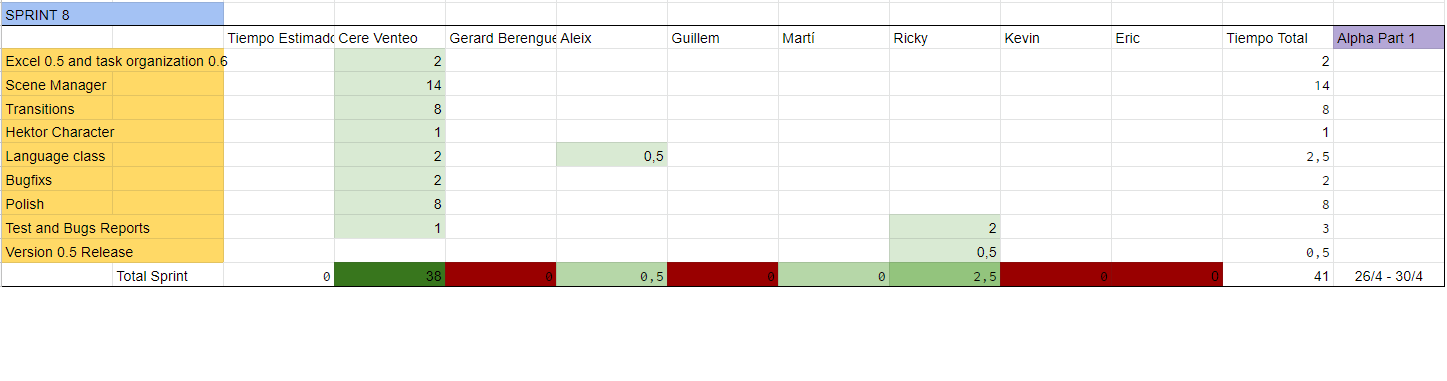 SPRINT 8
Tiempo Estimado Cere Venteo Gerard Berengue Aleix Guillem Martí Ricky Kevin Eric Tiempo Total Alpha Part 1
Excel 0.5 and task organization 0.6 2 2
Scene Manager 14 14
Transitions 8 8
Hektor Character 1 1
Language class 2 0,5 2,5
Bugfixs 2 2
Polish 8 8
Test and Bugs Reports 1 2 3
Version 0.5 Release 0,5 0,5
Total Sprint 0 38 0 0,5 0 0 2,5 0 0 41 26/4 - 30/4